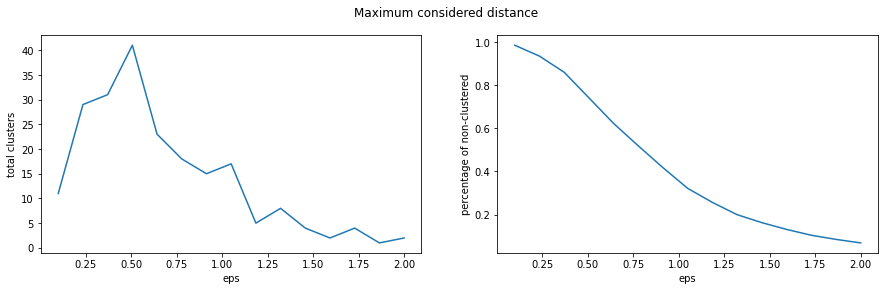 Maximum considered distance
total clusters
40
35
30
25
20
15
10
5
0
0.25 0.50 0.75 1.00 1.25 1.50 1.75 2.00
eps
percentage of non-clustered
1.0
0.8
0.6
0.4
0.2
0.25 0.50 0.75 1.00 1.25 1.50 1.75 2.00
eps